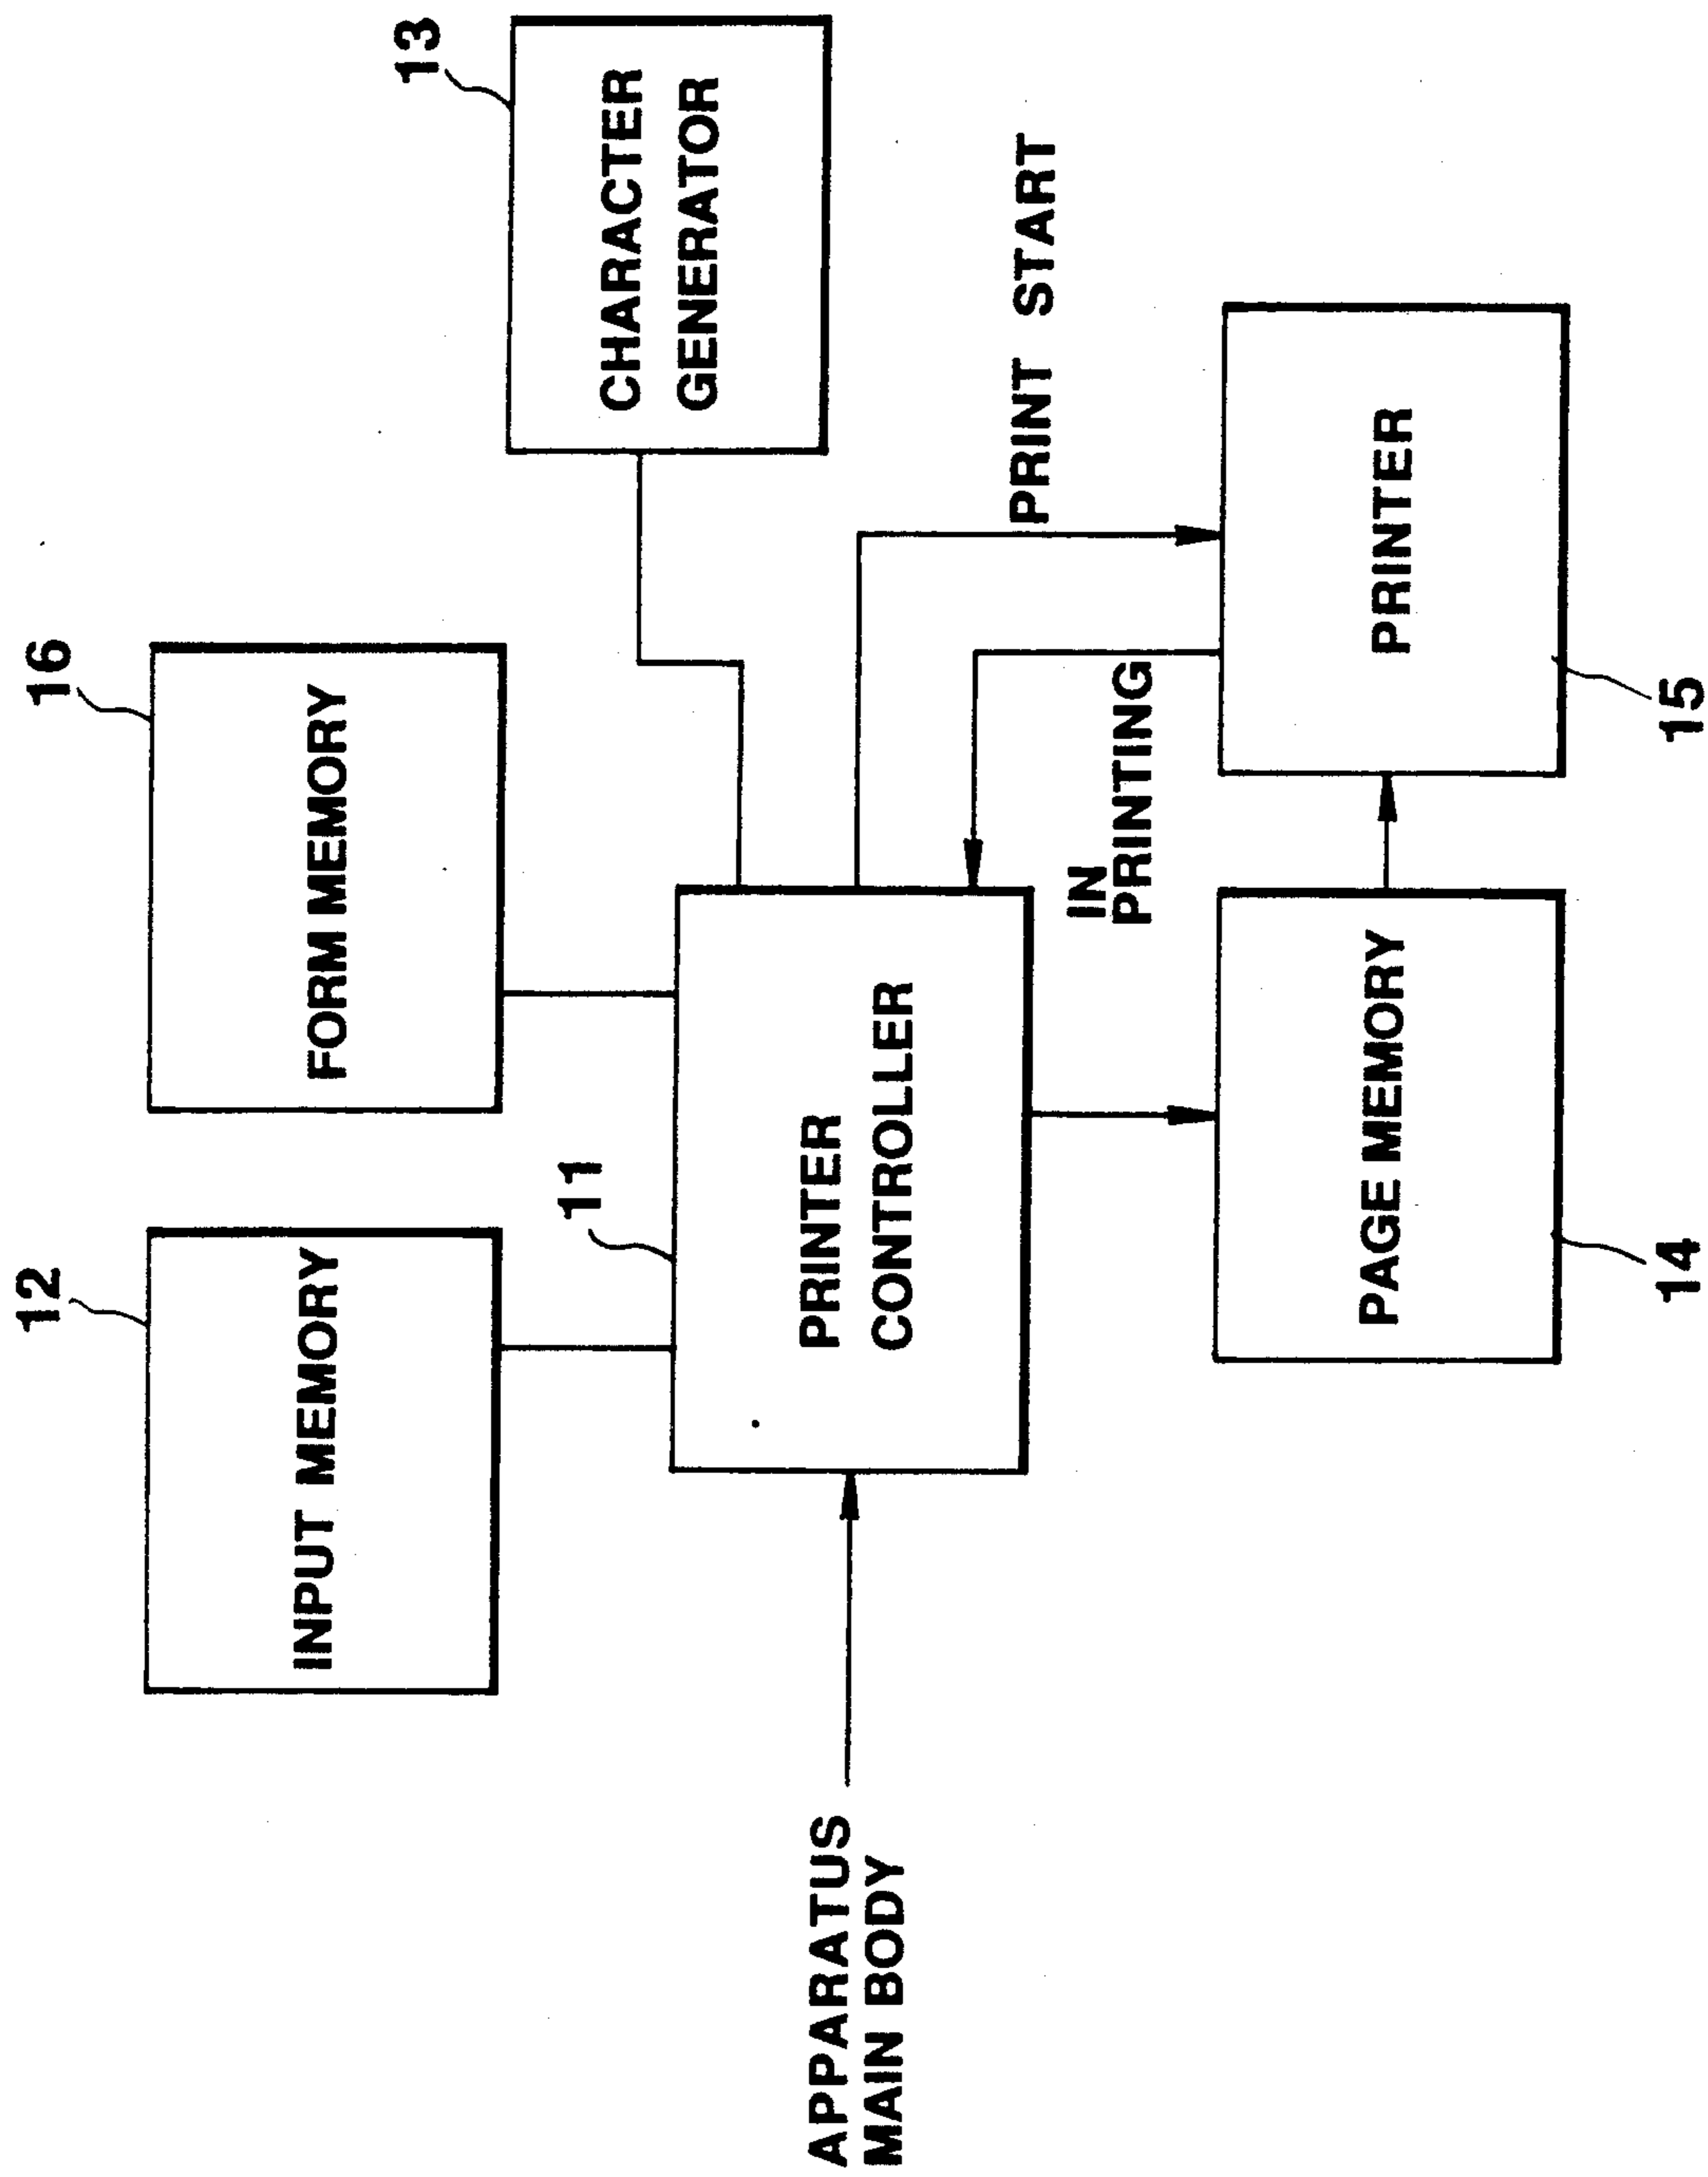 12
INPUT MEMORY
16
FORM MEMORY
13
CHARACTER
GENERATOR
11
PRINTER
CONTROLLER
APPARATUS
MAIN BODY
PRINT START
IN
PRINTING
PAGE MEMORY
14
PRINTER
15